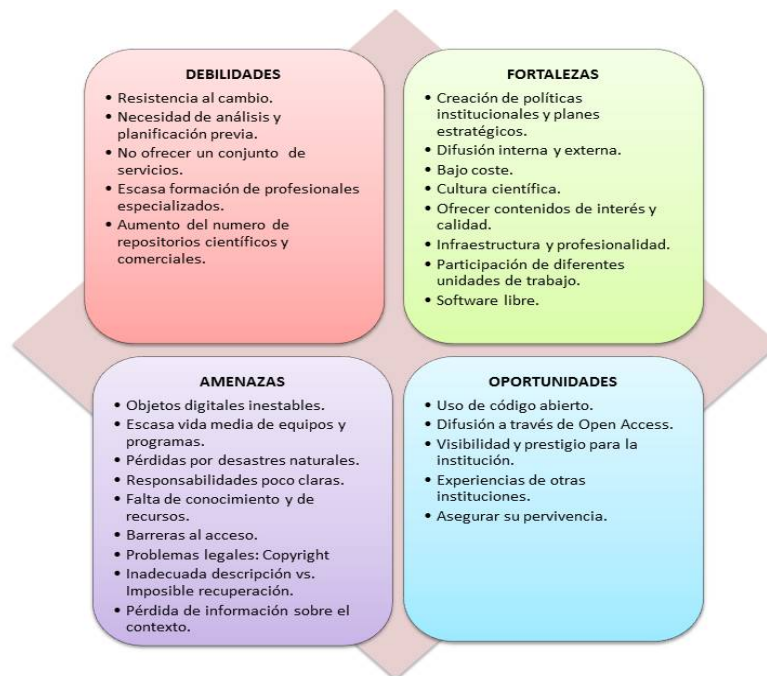 DEBILIDADES
• Resistencia al cambio.
• Necesidad de análisis y
planificación previa.
• No ofrecer un conjunto de
servicios.
• Escasa formación de profesionales
especializados.
• Aumento del numero de
repositorios científicos y
comerciales.
FORTALEZAS
• Creación de políticas
institucionales y planes
estratégicos.
• Difusión interna y externa.
• Bajo coste.
• Cultura científica.
• Ofrecer contenidos de interés y
calidad.
• Infraestructura y profesionalidad.
• Participación de diferentes
unidades de trabajo.
• Software libre.
AMENAZAS
• Objetos digitales inestables.
• Escasa vida media de equipos y
programas.
• Pérdidas por desastres naturales.
• Responsabilidades poco claras.
• Falta de conocimiento y de
recursos.
• Barreras al acceso.
• Problemas legales: Copyright
• Inadecuada descripción vs.
Imposible recuperación.
• Pérdida de información sobre el
contexto.
OPORTUNIDADES
• Uso de código abierto.
• Difusión a través de Open Access.
• Visibilidad y prestigio para la
institución.
• Experiencias de otras
instituciones.
• Asegurar su pervivencia.